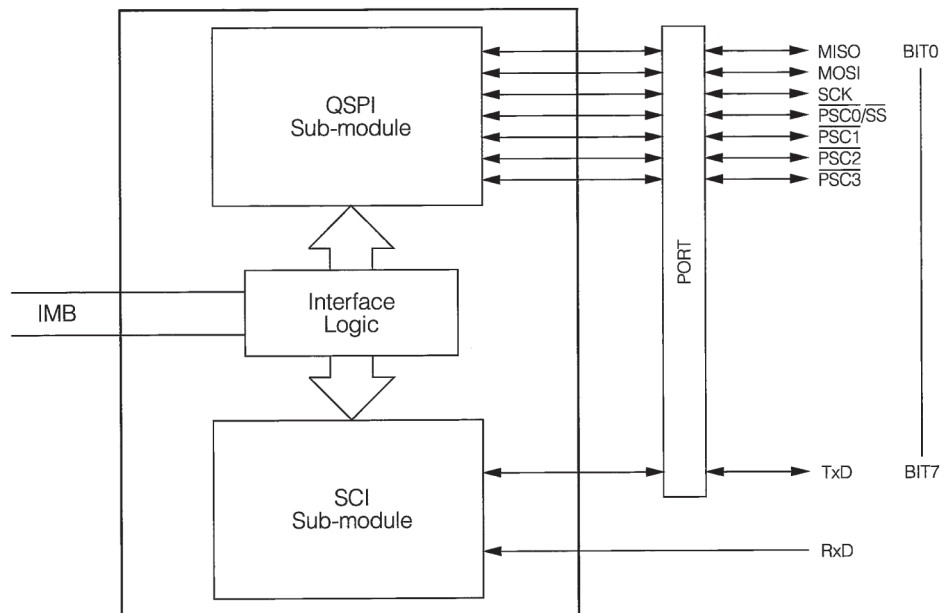 QSPI
Sub-module
MISO BIT0
MOSI
SCK
PSC0/SS
PSC1
PSC2
PSC3
PORT
IMB
Interface
Logic
SCI
Sub-module
TxD BIT7
RxD